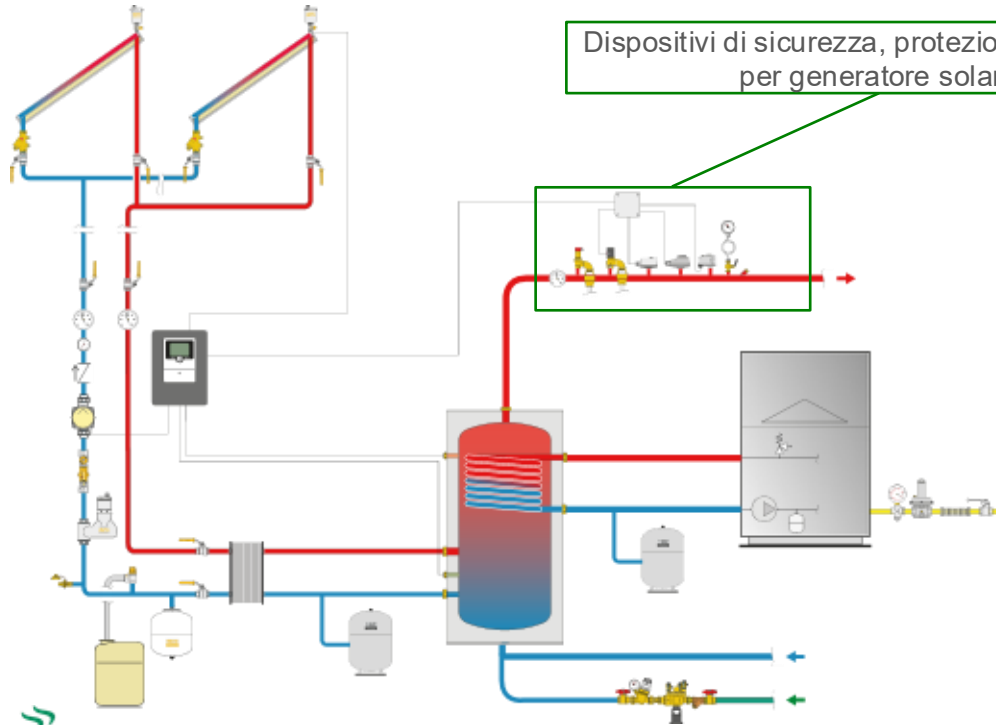 Dispositivi di sicurezza, protezio
per generatore solar